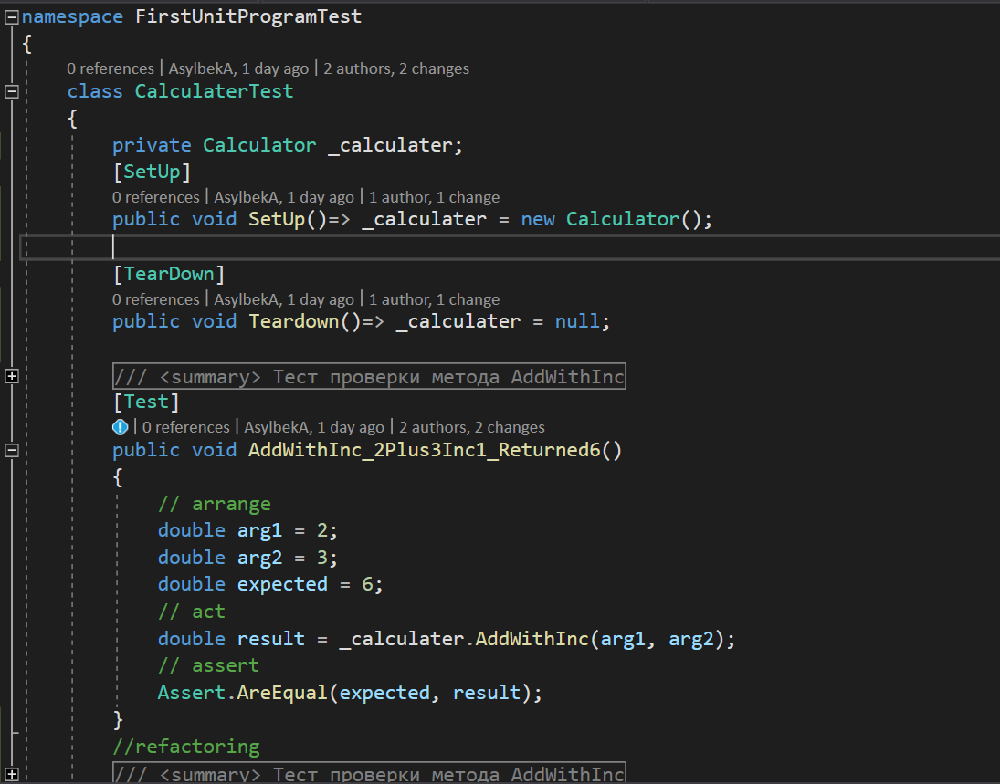 namespace FirstUnitProgramTest
{
0 references | AsylbekA, 1 day ago | 2 authors, 2 changes
class CalculaterTest
{
private Calculator _calculater;
[SetUp]
0 references | AsylbekA, 1 day ago | 1 author, 1 change
public void SetUp()=> _calculater = new Calculator();
[TearDown]
0 references | AsylbekA, 1 day ago | 1 author, 1 change
public void Teardown()=> _calculater = null;
/// <summary> Тест проверки метода AddWithInc
[Test]
| 0 references | AsylbekA, 1 day ago | 2 authors, 2 changes
public void AddWithInc_2Plus3Inc1_Returned6()
{
// arrange
double arg1 = 2;
double arg2 = 3;
double expected = 6;
// act
double result = _calculater.AddWithInc(arg1, arg2);
// assert
Assert.AreEqual(expected, result);
}
//refactoring
/// <summary> Тест проверки метода AddWithInc